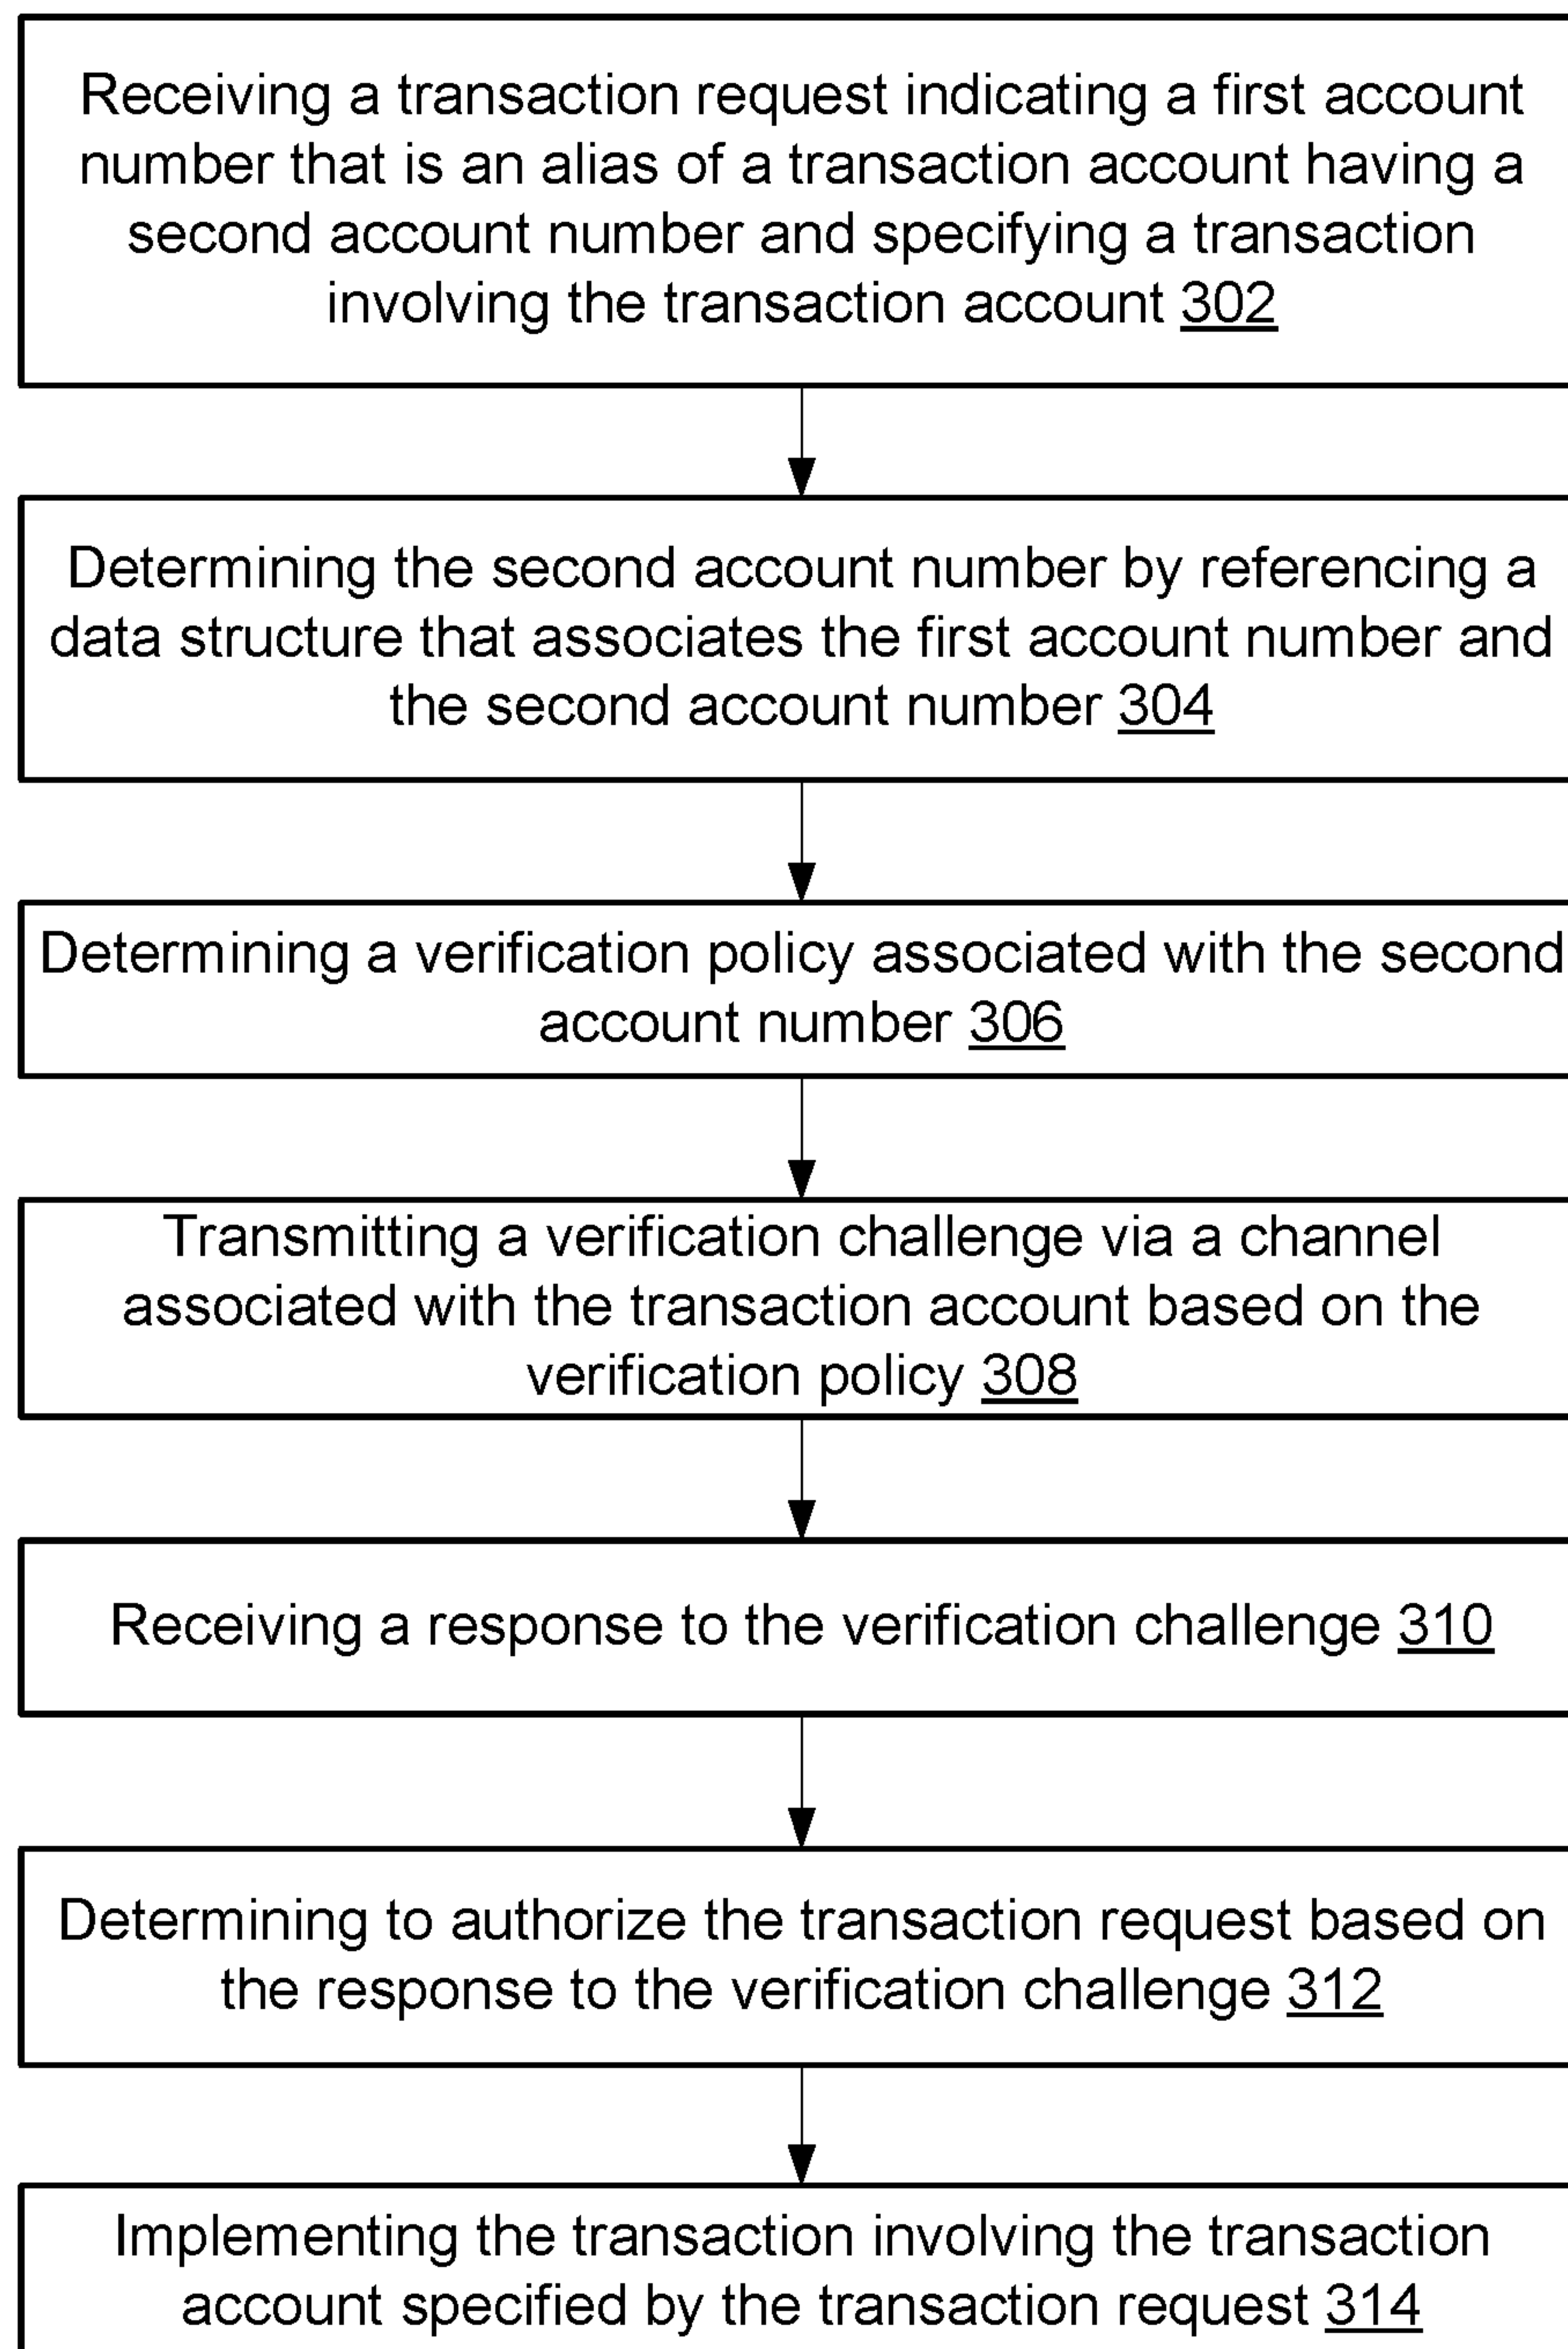 Receiving a transaction request indicating a first account
number that is an alias of a transaction account having a
second account number and specifying a transaction
involving the transaction account 302
Determining the second account number by referencing a
data structure that associates the first account number and
the second account number 304
Determining a verification policy associated with the second
account number 306
Transmitting a verification challenge via a channel
associated with the transaction account based on the
verification policy 308
Receiving a response to the verification challenge 310
Determining to authorize the transaction request based on
the response to the verification challenge 312
Implementing the transaction involving the transaction
account specified by the transaction request 314